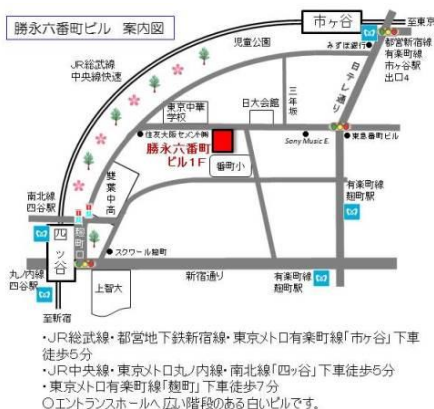 勝永六番町ビル 案内図
市ヶ谷
至東京
児童公園
みずほ銀行
都営新宿線
有楽町線
市ヶ谷駅
出口4
JR総武線
中央線快速
日テレ通り
三年坂
東京中華
学校
日大会館
住友大阪セメント㈱
勝永六番町
ビル1F
Sony Music E.
東急番町ビル
番町小
雙葉中高
南北線
四谷駅
有楽町線
麹町駅
麹町口
四ッ谷
スクワール麹町
丸ノ内線
四谷駅
新宿通り
有楽町線
麹町駅
上智大
至新宿
・JR総武線・都営地下鉄新宿線・東京メトロ有楽町線「市ヶ谷」下車
徒歩5分
・JR中央線・東京メトロ丸ノ内線・南北線「四ッ谷」下車徒歩5分
・東京メトロ有楽町線「麹町」下車徒歩7分
○エントランスホールへ広い階段のある白いビルです。